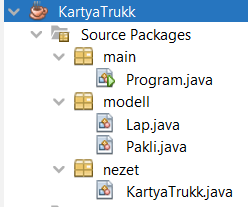 KartyaTrukk
Source Packages
main
Program.java
modell
Lap.java
Pakli.java
nezet
KartyaTrukk.java